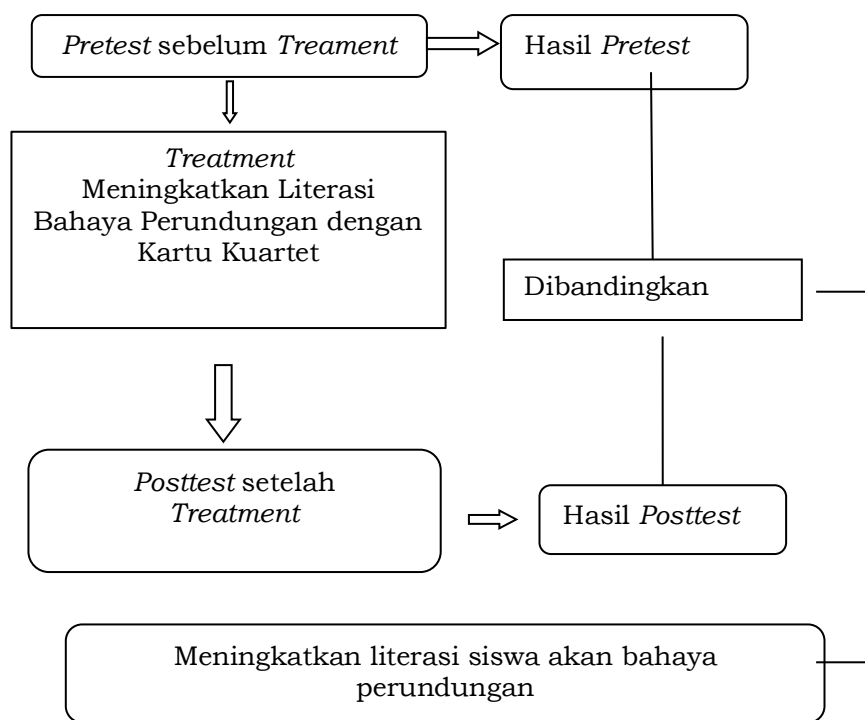 Pretest sebelum Treament
Hasil Pretest
Treatment
Meningkatkan Literasi
Bahaya Perundungan dengan
Kartu Kuartet
Dibandingkan
Posttest setelah
Treatment
Hasil Posttest
Meningkatkan literasi siswa akan bahaya
perundungan